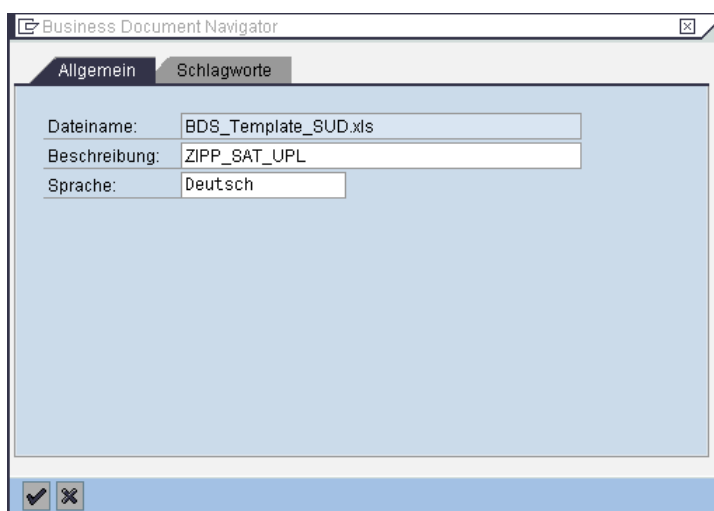 Business Document Navigator
Allgemein Schlagworte
Dateiname: BDS_Template_SUD.xls
Beschreibung: ZIPP_SAT_UPL
Sprache: Deutsch